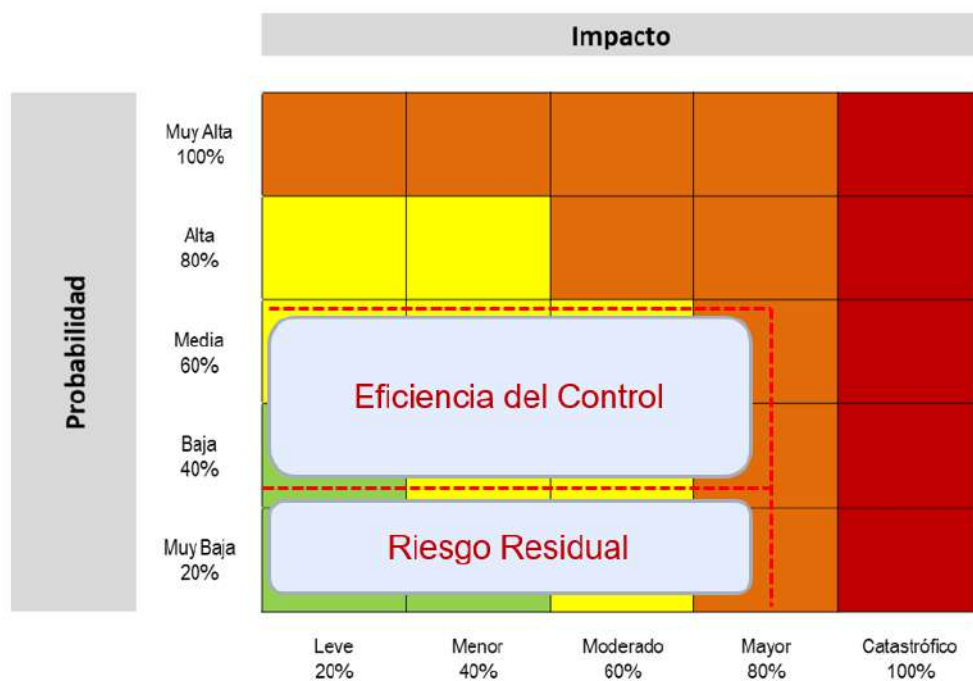 Impacto
Probabilidad
Muy Alta
100%
Alta
80%
Media
60%
Baja
40%
Muy Baja
20%
Eficiencia del Control
Riesgo Residual
Leve
20%
Menor
40%
Moderado
60%
Mayor
80%
Catastrófico
100%